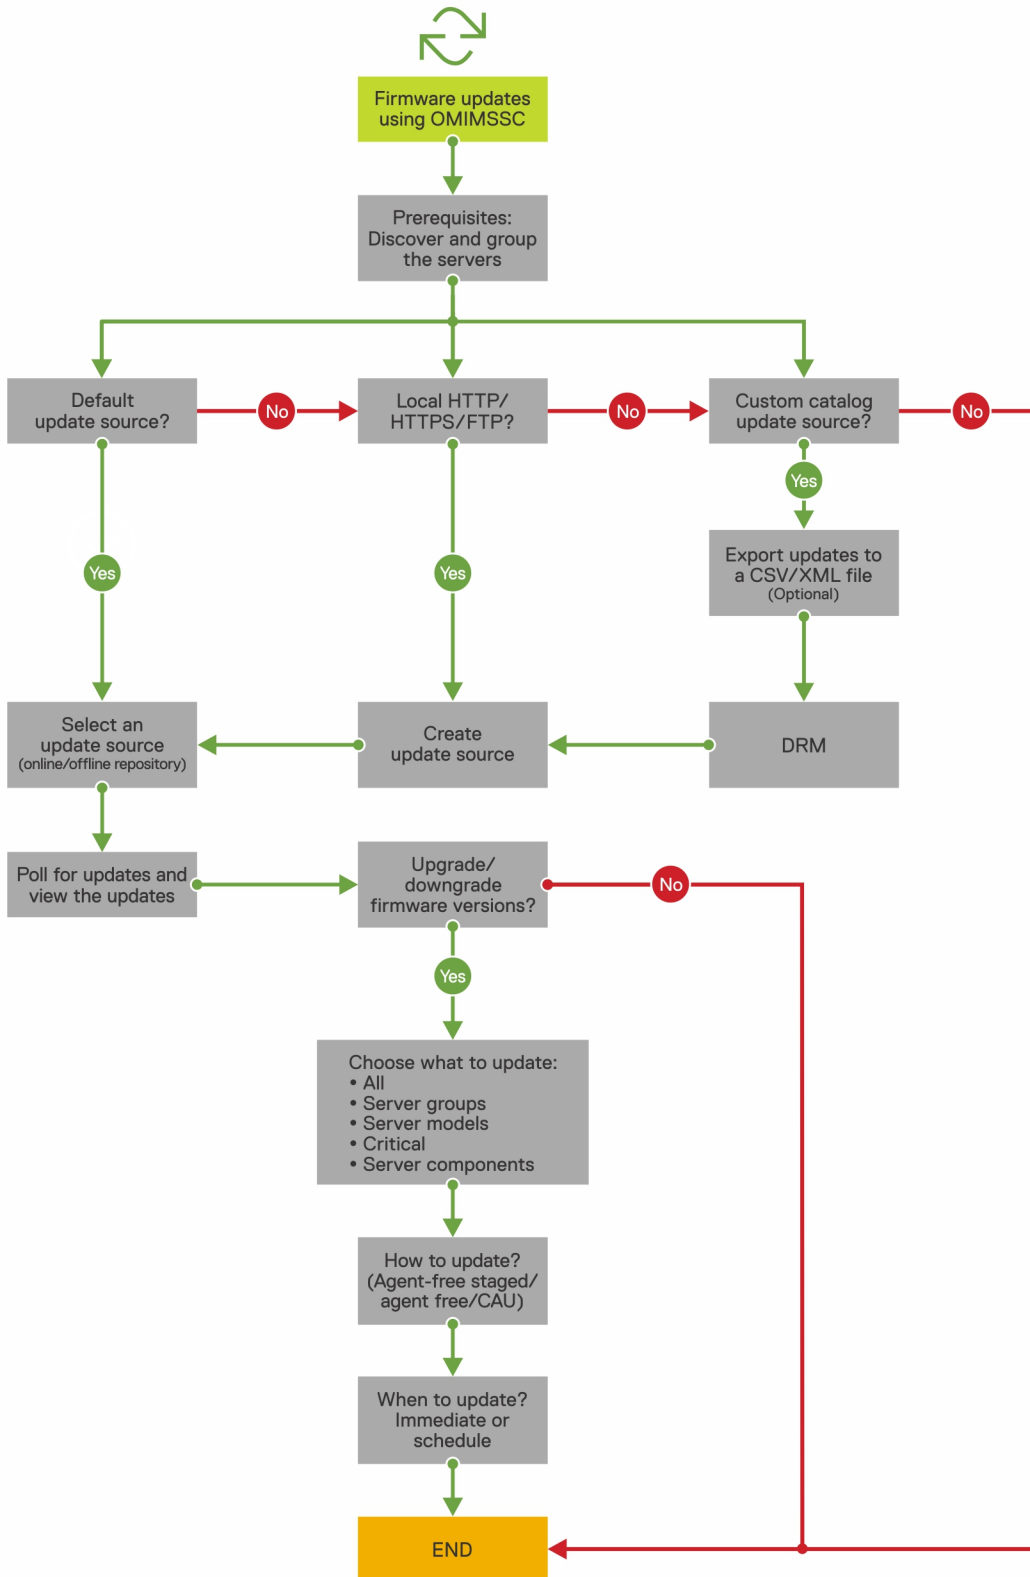 Firmware updates
using OMIMSSC
Prerequisites:
Discover and group
the servers
Default
update source?
No
Local HTTP/
HTTPS/FTP?
No
Custom catalog
update source?
No
Yes
Export updates to
a CSV/XML file
(Optional)
Yes
Yes
Select an
update source
(online/offline repository)
Create
update source
DRM
Poll for updates and
view the updates
Upgrade/
downgrade
firmware versions?
No
Yes
Choose what to update:
• All
• Server groups
• Server models
• Critical
• Server components
How to update?
(Agent-free staged/
agent free/CAU)
When to update?
Immediate or
schedule
END